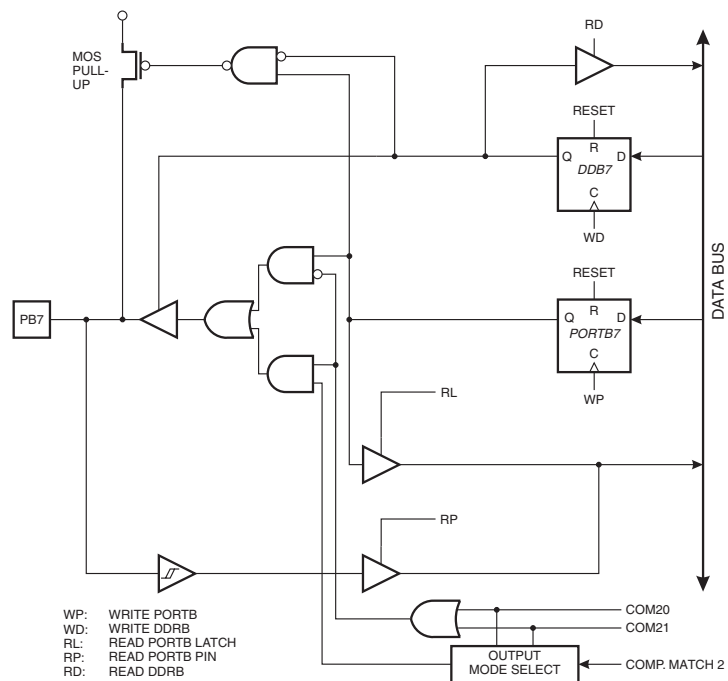 RD
MOS
PULL-
UP
RESET
R
Q
D
DDB7
C
WD
RESET
R
Q
D
PORTB7
C
WP
PB7
DATA BUS
RL
RP
COM20
COM21
OUTPUT
MODE SELECT
COMP. MATCH 2
WP: WRITE PORTB
WD: WRITE DDRB
RL: READ PORTB LATCH
RP: READ PORTB PIN
RD: READ DDRB